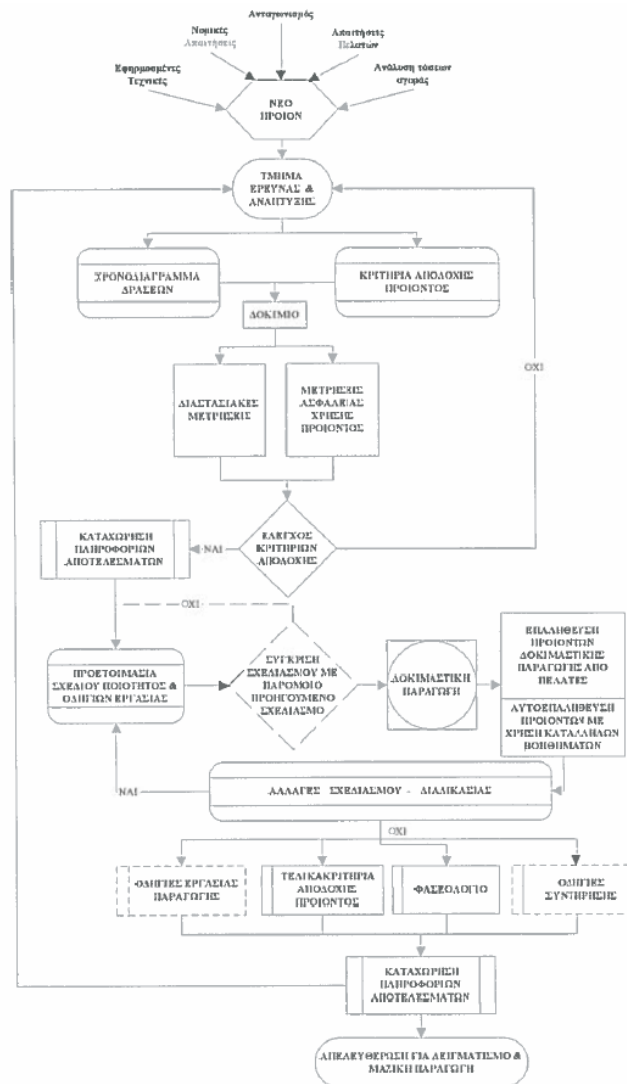 Ανταγωνισμός
Νομικές
Απαιτήσεις
Απαιτήσεις
Πελατών
Εφηρμοσμένες
Τεχνικές
Ανάλυση τάσεων
αγοράς
ΝΕΟ
ΠΡΟΙΟΝ
ΤΜΗΜΑ
ΕΡΕΥΝΑΣ &
ΑΝΑΠΤΥΞΗΣ
ΧΡΟΝΟΔΙΑΓΡΑΜΜΑ
ΔΡΑΣΕΩΝ
ΚΡΙΤΗΡΙΑ ΑΠΟΔΟΧΗΣ
ΠΡΟΙΟΝΤΟΣ
ΔΟΚΙΜΙΟ
ΟΧΙ
ΔΙΑΣΤΑΣΙΑΚΕΣ
ΜΕΤΡΗΣΕΙΣ
ΜΕΤΡΗΣΕΙΣ
ΑΣΦΑΛΕΙΑΣ
ΧΡΗΣΗΣ
ΠΡΟΙΟΝΤΟΣ
ΚΑΤΑΧΩΡΗΣΗ
ΠΛΗΡΟΦΟΡΙΩΝ
ΑΠΟΤΕΛΕΣΜΑΤΩΝ
ΝΑΙ
ΕΛΕΓΧΟΣ
ΚΡΙΤΗΡΙΩΝ
ΑΠΟΔΟΧΗΣ
ΟΧΙ
ΠΡΟΕΤΟΙΜΑΣΙΑ
ΣΧΕΔΙΟΥ ΠΟΙΟΤΗΤΟΣ &
ΟΔΗΓΙΩΝ ΕΡΓΑΣΙΑΣ
ΣΥΓΚΡΙΣΗ
ΣΧΕΔΙΑΣΜΟΥ ΜΕ
ΠΑΡΟΜΟΙΟ
ΠΡΟΗΓΟΥΜΕΝΟ
ΣΧΕΔΙΑΣΜΟ
ΔΟΚΙΜΑΣΤΙΚΗ
ΠΑΡΑΓΩΓΗ
ΕΠΑΛΗΘΕΥΣΗ
ΠΡΟΙΟΝΤΩΝ
ΔΟΚΙΜΑΣΤΙΚΗΣ
ΠΑΡΑΓΩΓΗΣ ΑΠΟ
ΠΕΛΑΤΕΣ
ΑΥΤΟΕΠΑΛΗΘΕΥΣΗ
ΠΡΟΙΟΝΤΩΝ ΜΕ
ΧΡΗΣΗ ΚΑΤΑΛΛΗΛΩΝ
ΒΟΗΘΗΜΑΤΩΝ
ΝΑΙ
ΑΛΛΑΓΕΣ ΣΧΕΔΙΑΣΜΟΥ - ΔΙΑΔΙΚΑΣΙΑΣ
ΟΧΙ
ΟΔΗΓΙΕΣ ΕΡΓΑΣΙΑΣ
ΠΑΡΑΓΩΓΗΣ
ΤΕΛΙΚΑΚΡΙΤΗΡΙΑ
ΑΠΟΔΟΧΗΣ
ΠΡΟΙΟΝΤΟΣ
ΦΑΣΕΟΛΟΓΙΟ
ΟΔΗΓΙΕΣ
ΣΥΝΤΗΡΗΣΗΣ
ΚΑΤΑΧΩΡΗΣΗ
ΠΛΗΡΟΦΟΡΙΩΝ
ΑΠΟΤΕΛΕΣΜΑΤΩΝ
ΑΠΕΛΕΥΘΕΡΩΣΗ ΓΙΑ ΔΕΙΓΜΑΤΙΣΜΟ &
ΜΑΖΙΚΗ ΠΑΡΑΓΩΓΗ